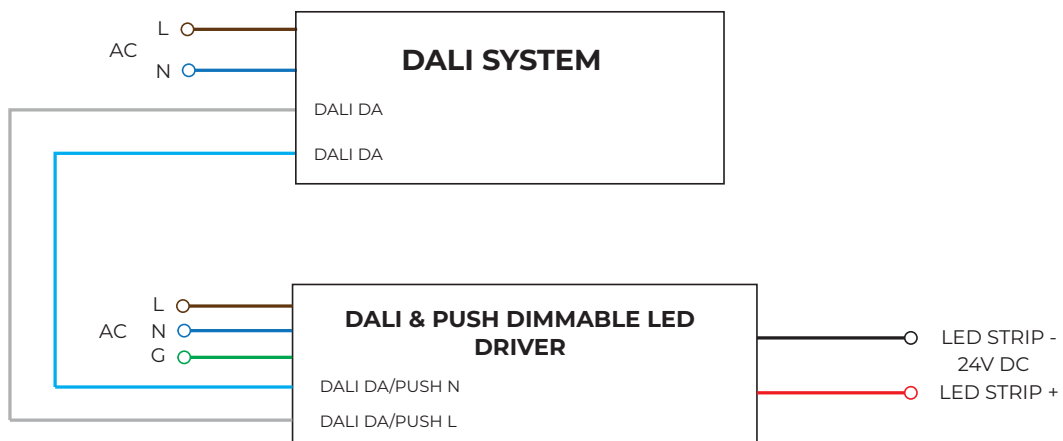 L
AC
N
DALI SYSTEM
DALI DA
DALI DA
L
AC
N
G
DALI & PUSH DIMMABLE LED
DRIVER
DALI DA/PUSH N
DALI DA/PUSH L
LED STRIP -
24V DC
LED STRIP +